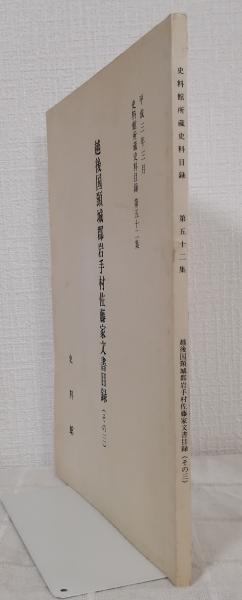 平成三年三月
史料館所蔵史料目録 第五十二集
越後国頸城郡岩手村佐藤家文書目録(その三)
史料館
史料館所蔵史料目録 第五十二集 越後国頸城郡岩手村佐藤家文書目録(その三)